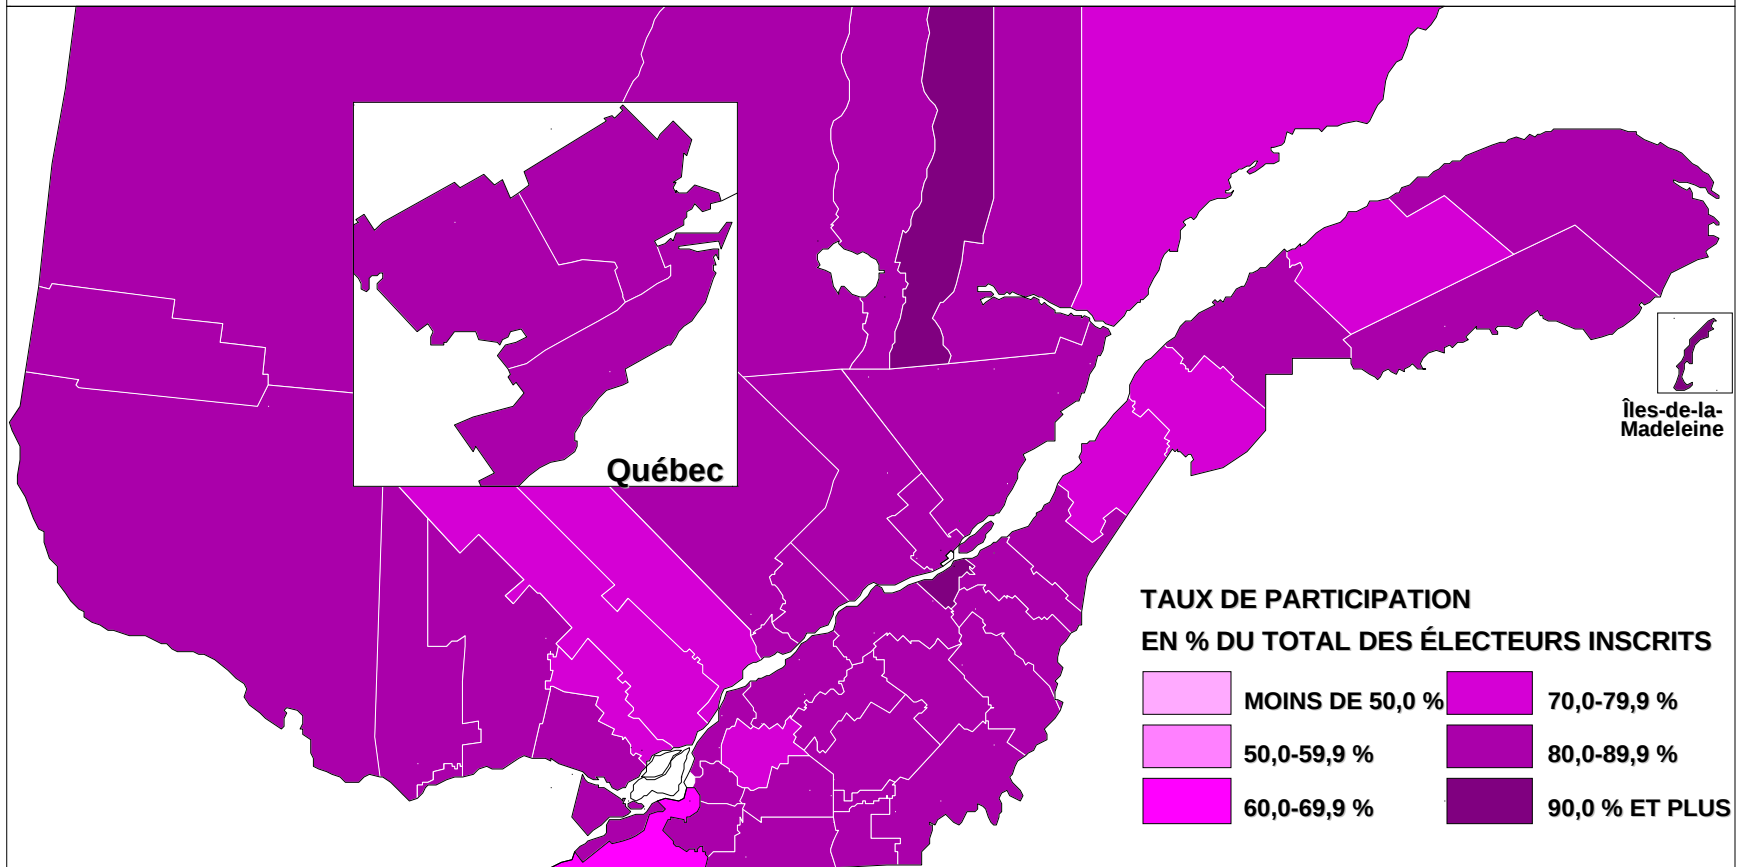 Québec
Îles-de-la-
Madeleine
TAUX DE PARTICIPATION
EN % DU TOTAL DES ÉLECTEURS INSCRITS
MOINS DE 50,0 %
70,0-79,9 %
50,0-59,9 %
80,0-89,9 %
60,0-69,9 %
90,0 % ET PLUS